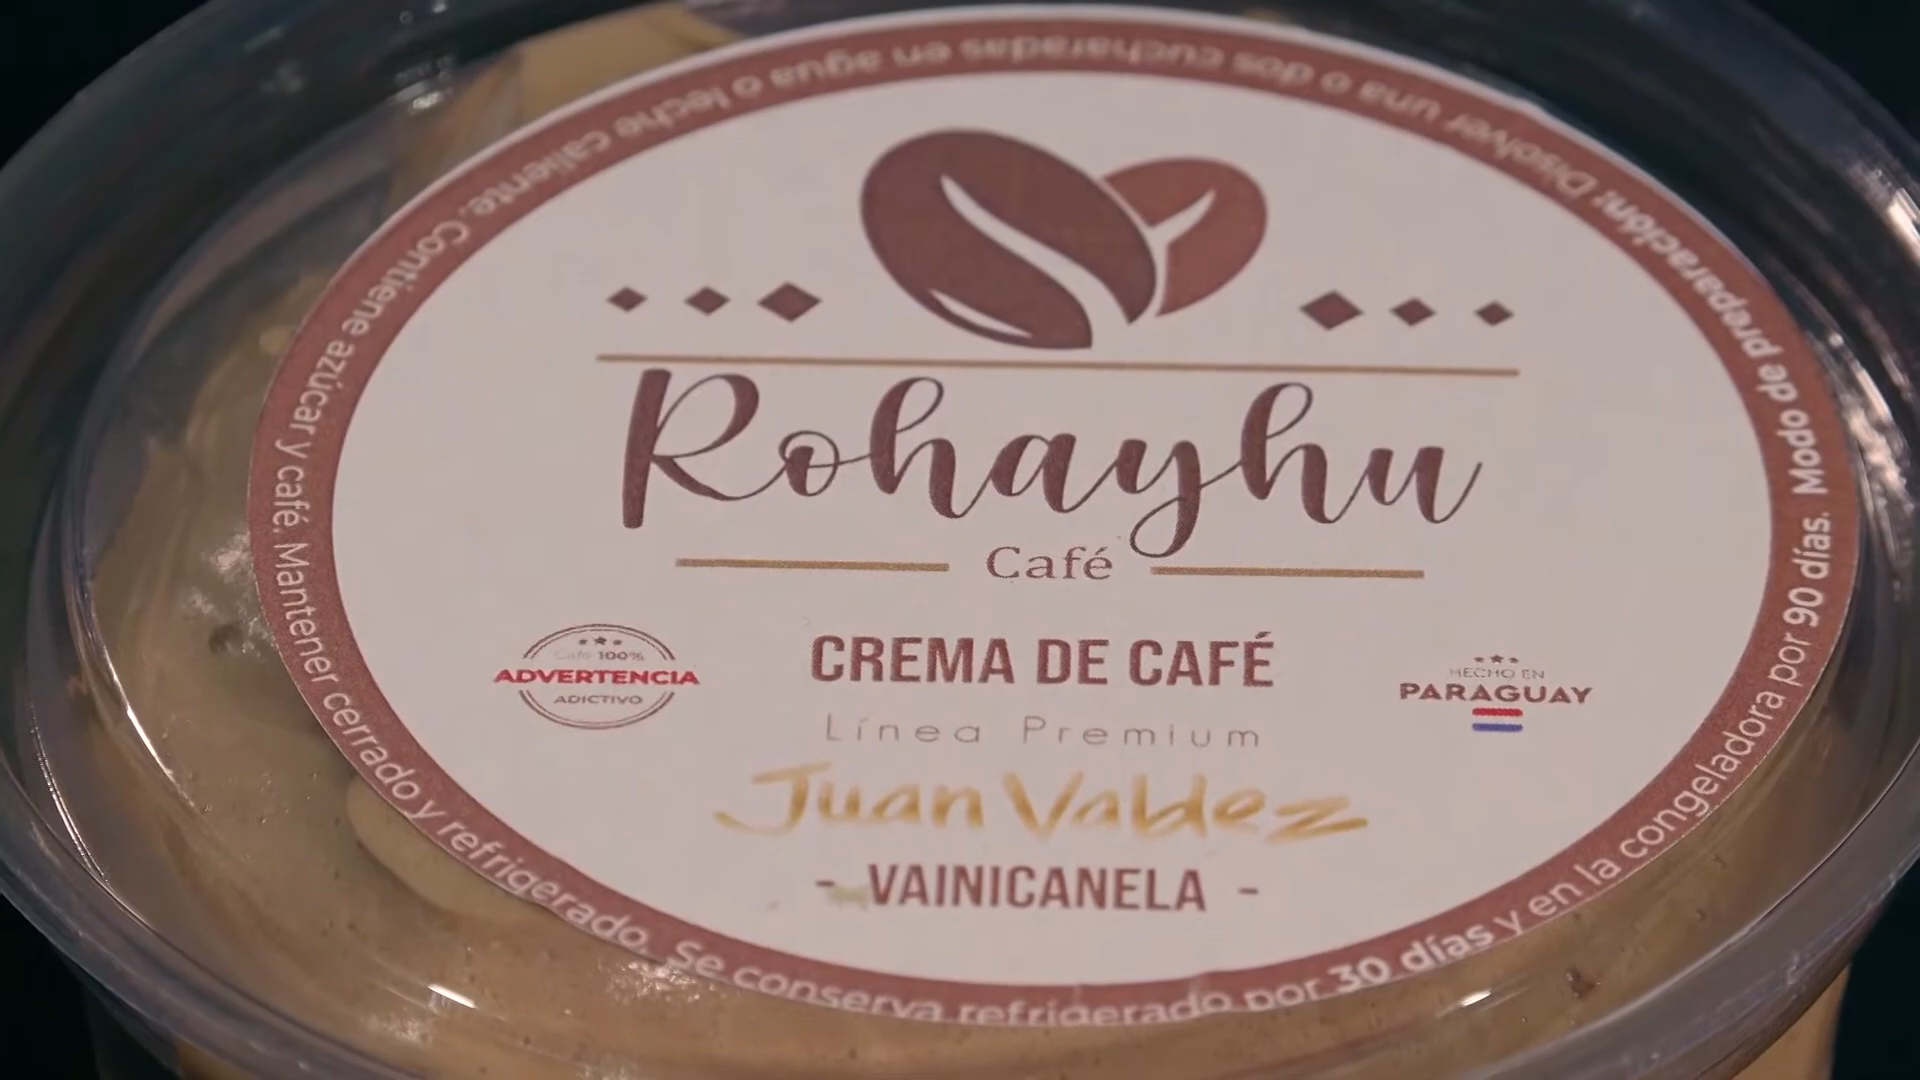 Rohayhu
Café
Café 100%
ADVERTENCIA
ADICTIVO
CREMA DE CAFÉ
Línea Premium
HECHO EN
PARAGUAY
Juan Valdez
- VAINICANELA -
Modo de preparación: Disolver una o dos cucharadas en agua o leche caliente. Contiene azúcar y café. Mantener cerrado y refrigerado. Se conserva refrigerado por 30 días y en la congeladora por 90 días.